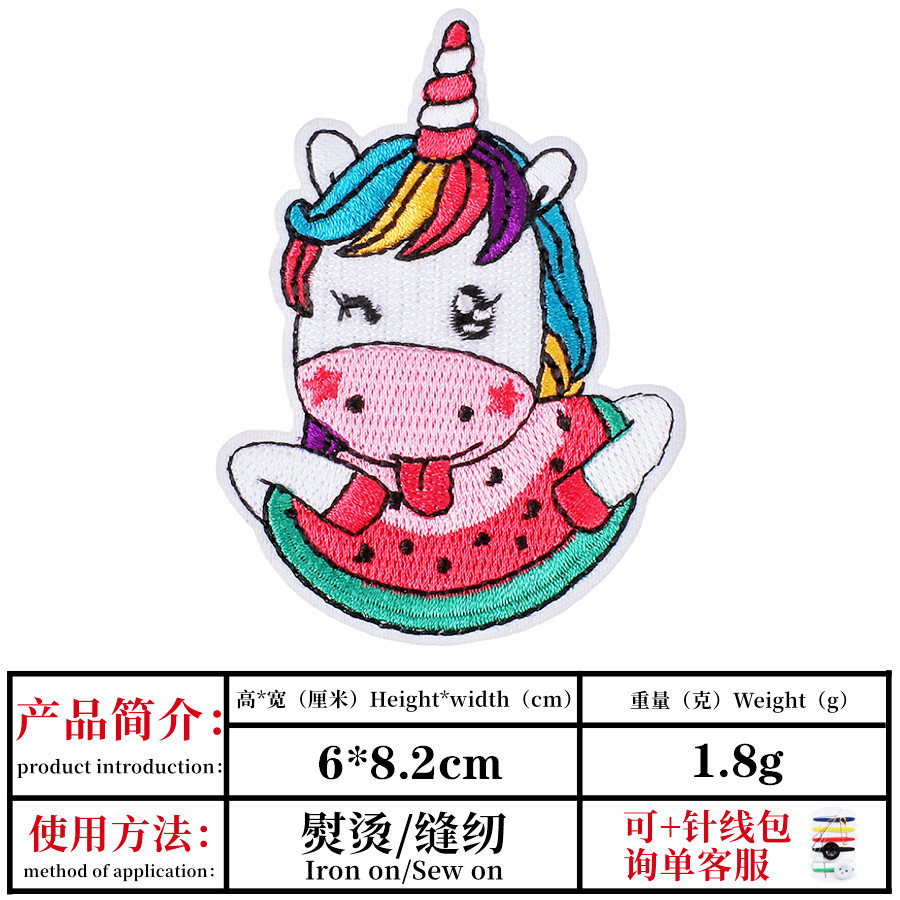 产品简介：
product introduction：
高*宽（厘米）Height*width（cm）
6*8.2cm
重量（克）Weight（g）
1.8g
使用方法：
method of application：
熨烫/缝纫
Iron on/Sew on
可+针线包
询单客服